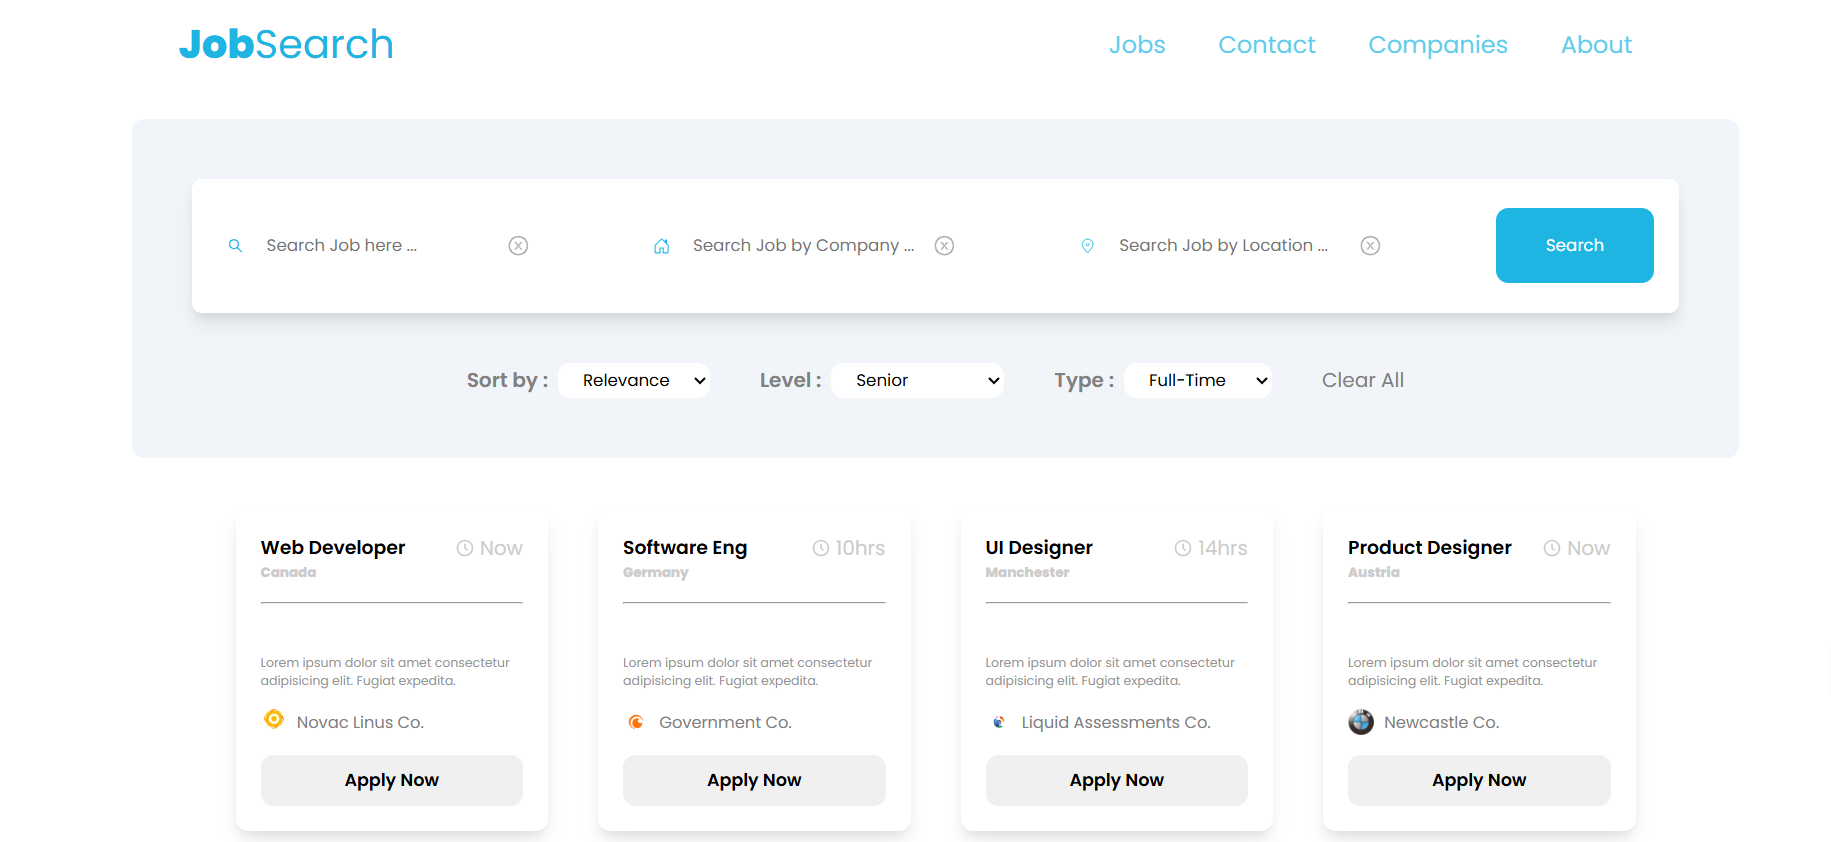 JobSearch
Jobs Contact Companies About
Search Job here ... Search Job by Company ... Search Job by Location ... Search
Sort by : Relevance Level : Senior Type : Full-Time Clear All
Web Developer Now
Canada
Lorem ipsum dolor sit amet consectetur
adipisicing elit. Fugiat expedita.
Novac Linus Co.
Apply Now
Software Eng 10hrs
Germany
Lorem ipsum dolor sit amet consectetur
adipisicing elit. Fugiat expedita.
Government Co.
Apply Now
UI Designer 14hrs
Manchester
Lorem ipsum dolor sit amet consectetur
adipisicing elit. Fugiat expedita.
Liquid Assessments Co.
Apply Now
Product Designer Now
Austria
Lorem ipsum dolor sit amet consectetur
adipisicing elit. Fugiat expedita.
Newcastle Co.
Apply Now